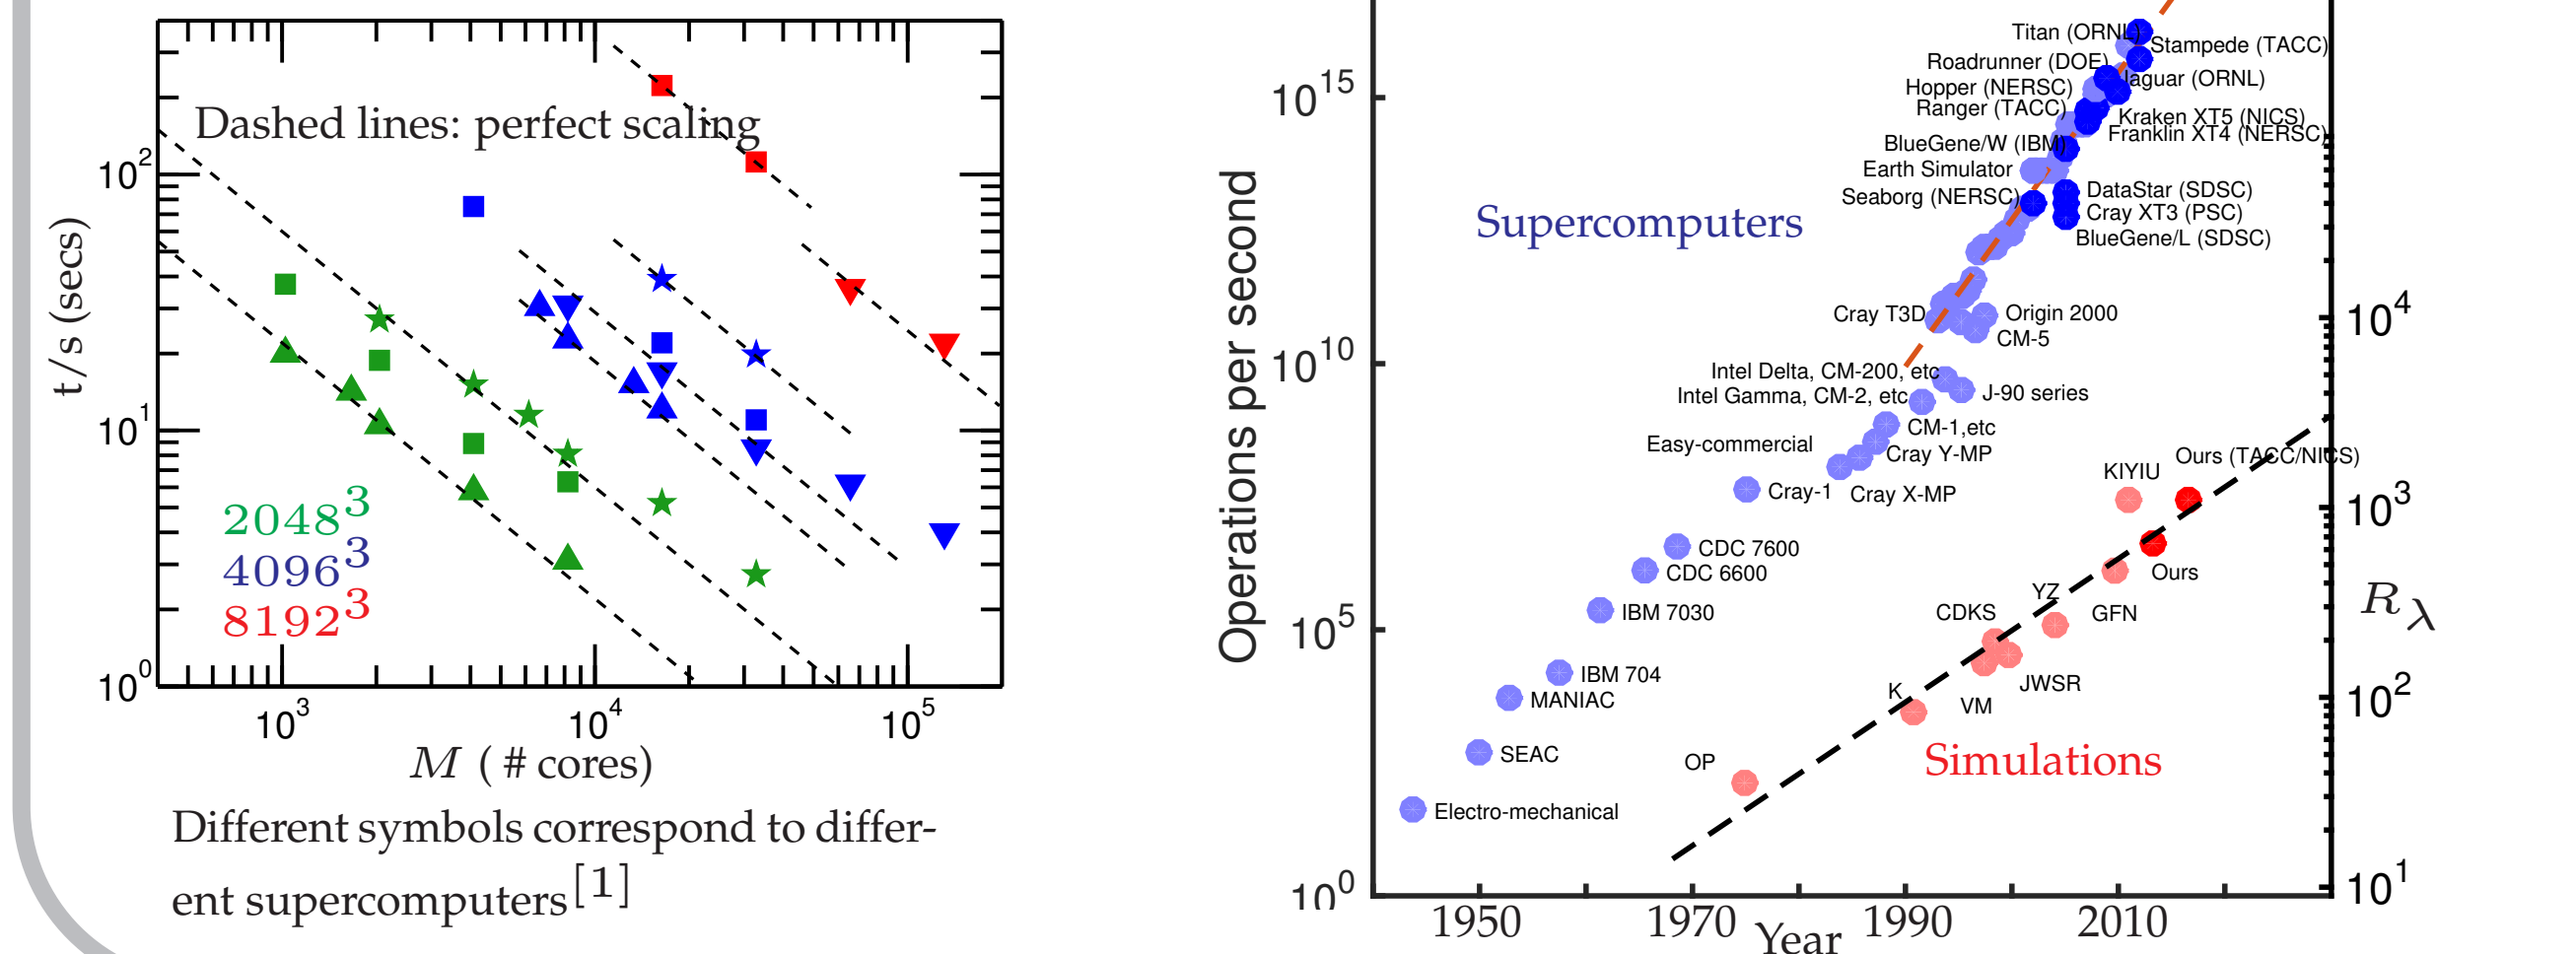 Dashed lines: perfect scaling
10^2
10^1
10^0
t/s (secs)
2048^3
4096^3
8192^3
10^3
10^4
10^5
M ( # cores)
Different symbols correspond to differ-
ent supercomputers[1]
Operations per second
10^15
10^10
10^5
10^0
Supercomputers
Titan (ORNL)
Stampede (TACC)
Roadrunner (DOE)
Jaguar (ORNL)
Hopper (NERSC)
Ranger (TACC)
Kraken XT5 (NICS)
Franklin XT4 (NERSC)
BlueGene/W (IBM)
Earth Simulator
Seaborg (NERSC)
DataStar (SDSC)
Cray XT3 (PSC)
BlueGene/L (SDSC)
Cray T3D
Origin 2000
CM-5
Intel Delta, CM-200, etc
Intel Gamma, CM-2, etc
J-90 series
CM-1,etc
Easy-commercial
Cray Y-MP
Cray-1
Cray X-MP
CDC 7600
CDC 6600
IBM 7030
IBM 704
MANIAC
SEAC
Electro-mechanical
KIYIU
Ours (TACC/NICS)
Ours
YZ
GFN
CDKS
JWSR
K
VM
OP
Simulations
10^4
10^3
10^2
10^1
R λ
1950
1970
1990
2010
Year